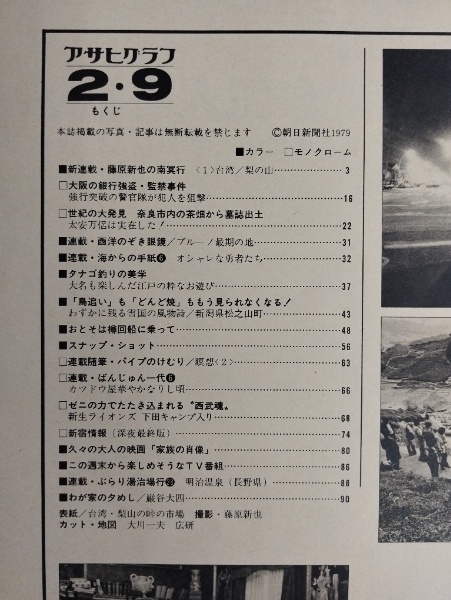 アサヒグラフ
2・9
もくじ
本誌掲載の写真・記事は無断転載を禁じます ©朝日新聞社1979
■カラー □モノクローム
■新連載・藤原新也の南冥行〈1〉台湾/梨の山……3
□大阪の銀行強盗・監禁事件
強行突破の警官隊が犯人を狙撃……16
□世紀の大発見 奈良市内の茶畑から墓誌出土
太安万侶は実在した!……22
■連載・西洋のぞき眼鏡/ブルーノ最期の地……31
■連載・海からの手紙❻ オシャレな勇者たち……32
■タナゴ釣りの美学
大名も楽しんだ江戸の粋なお遊び……37
■「鳥追い」も「どんど焼」ももう見られなくなる!
わずかに残る雪国の風物詩/新潟県松之山町……43
■おとそは樽回船に乗って……48
■スナップ・ショット……56
□連載随筆・パイプのけむり/瞑想〈2〉……63
□連載・ばんじゅん一代❻
カツドウ屋華やかなりし頃……66
□ゼニの力でたたき込まれる〝西武魂〟
新生ライオンズ 下田キャンプ入り……68
□新宿情報(深夜最終版)……74
■久々の大人の映画「家族の肖像」……80
■この週末から楽しめそうなTV番組……86
■連載・ぶらり湯治場行㉓ 明治温泉(長野県)……88
■わが家の夕めし/巌谷大四……90
表紙/台湾・梨山の峠の市場 撮影・藤原新也
カット・地図 大川一夫 広研